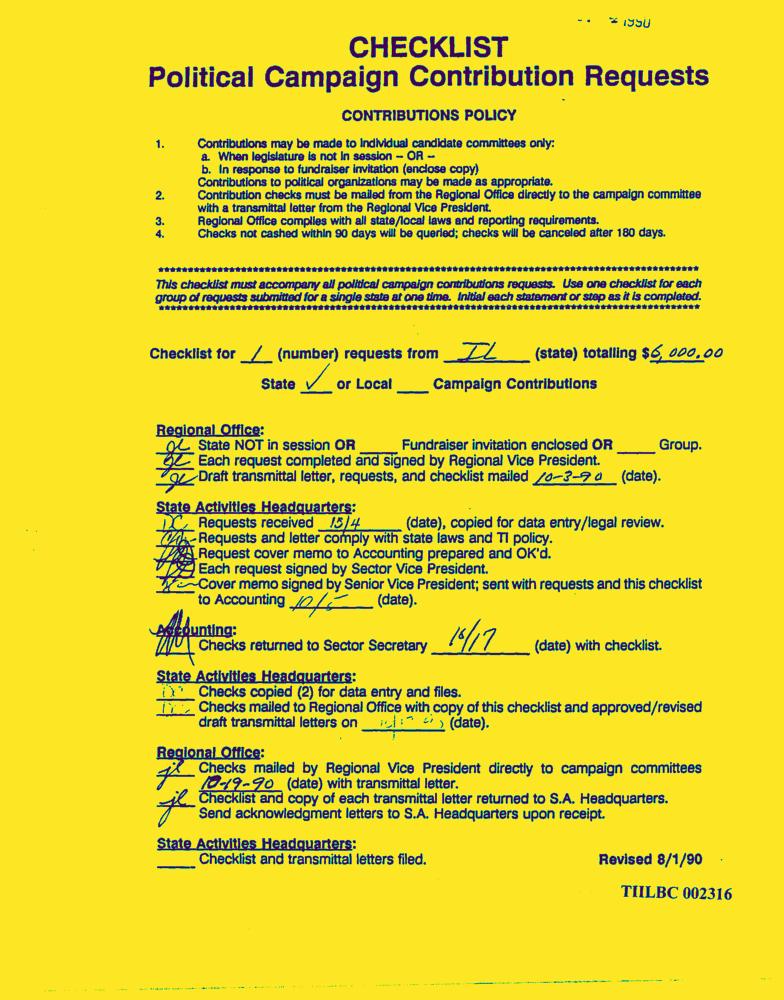 1990
CHECKLIST
Political Campaign Contribution Requests
CONTRIBUTIONS POLICY
1. Contributions may be made to individual candidate committees only:
a. When legislature is not in session – OR –
b. In response to fundraiser invitation (enclose copy)
Contributions to political organizations may be made as appropriate.
2. Contribution checks must be mailed from the Regional Office directly to the campaign committee
with a transmittal letter from the Regional Vice President.
3. Regional Office complies with all state/local laws and reporting requirements.
4. Checks not cashed within 90 days will be queried; checks will be canceled after 180 days.
This checklist must accompany all political campaign contributions requests. Use one checklist for each
group of requests submitted for a single state at one time. Initial each statement or step as it is completed.
Checklist for 1 (number) requests from IL (state) totalling $6,000.00
State ✓ or Local ____ Campaign Contributions
Regional Office:
jl State NOT in session OR ____ Fundraiser invitation enclosed OR ____ Group.
jl Each request completed and signed by Regional Vice President.
jl Draft transmittal letter, requests, and checklist mailed 10-3-90 (date).
State Activities Headquarters:
Requests received (date), copied for data entry/legal review.
Requests and letter comply with state laws and TI policy.
Request cover memo to Accounting prepared and OK'd.
Each request signed by Sector Vice President.
Cover memo signed by Senior Vice President; sent with requests and this checklist
to Accounting 10/5 (date).
Accounting:
Checks returned to Sector Secretary 10/17 (date) with checklist.
State Activities Headquarters:
Checks copied (2) for data entry and files.
Checks mailed to Regional Office with copy of this checklist and approved/revised
draft transmittal letters on (date).
Regional Office:
jl Checks mailed by Regional Vice President directly to campaign committees
10-19-90 (date) with transmittal letter.
jl Checklist and copy of each transmittal letter returned to S.A. Headquarters.
Send acknowledgment letters to S.A. Headquarters upon receipt.
State Activities Headquarters:
____ Checklist and transmittal letters filed.
Revised 8/1/90
TIILBC 002316